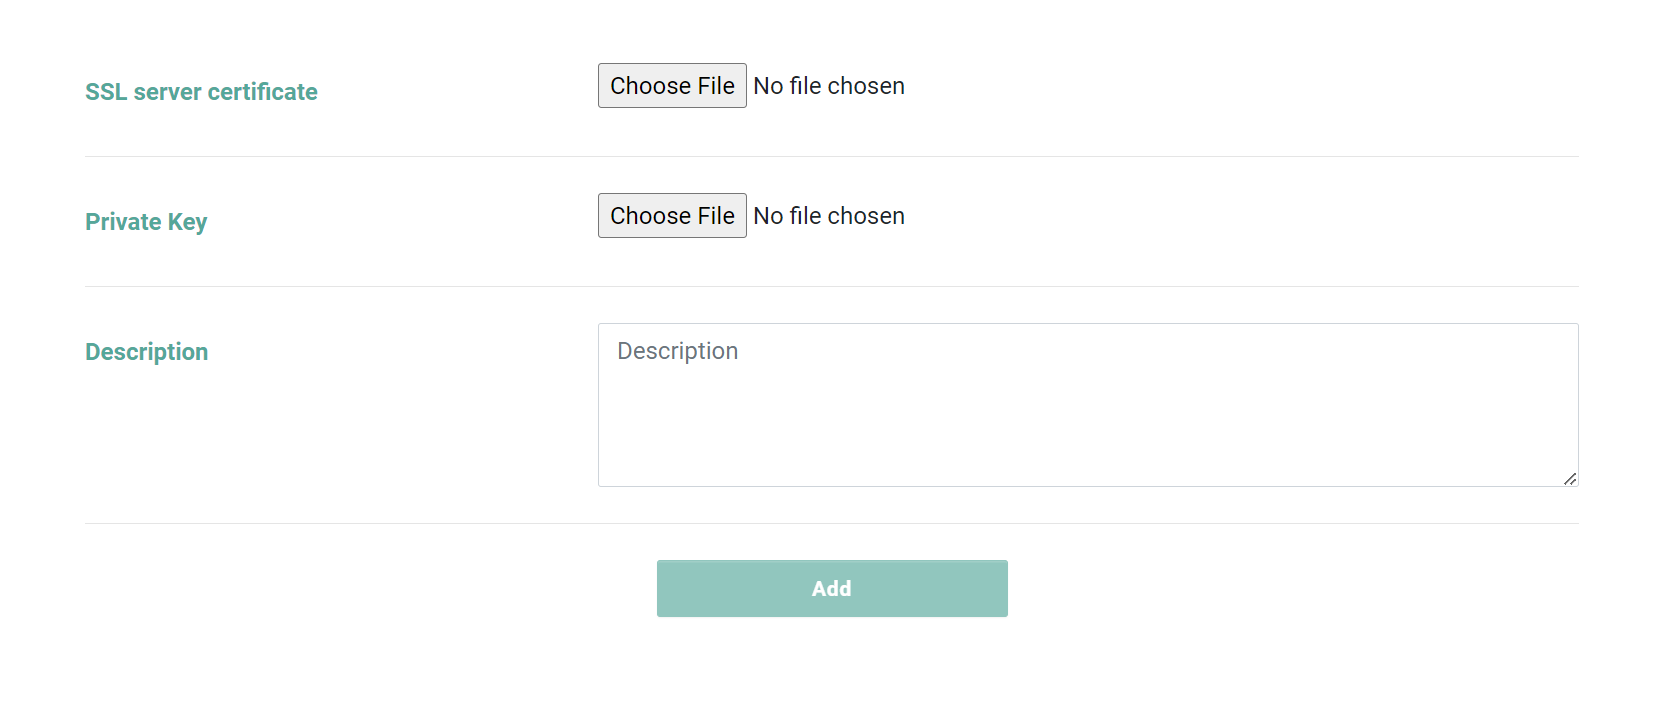 SSL server certificate Choose File No file chosen
Private Key Choose File No file chosen
Description Description
Add